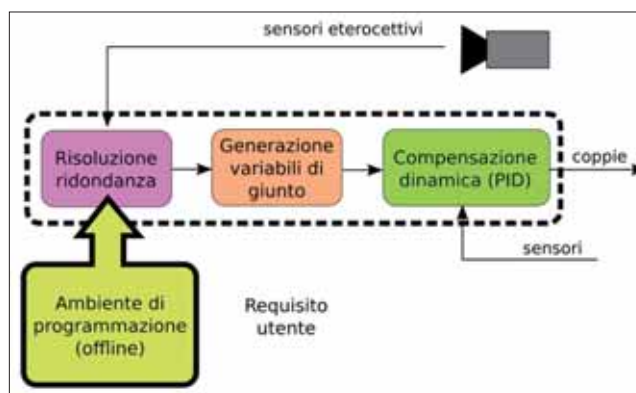 sensori eterocettivi
Risoluzione
ridondanza
Generazione
variabili di
giunto
Compensazione
dinamica (PID)
coppie
sensori
Ambiente di
programmazione
(offline)
Requisito
utente